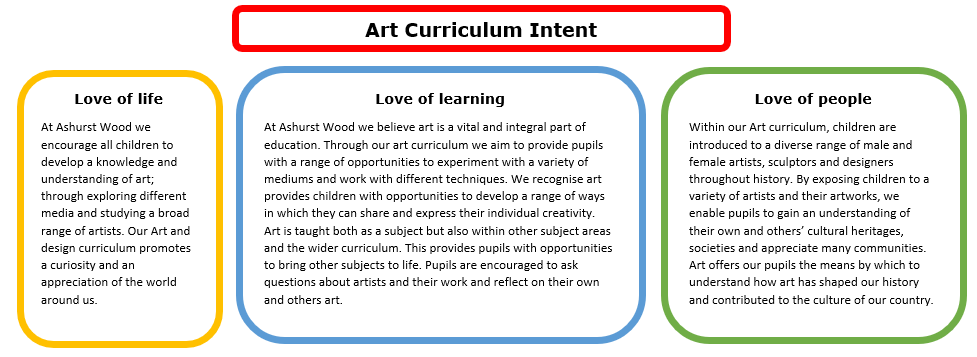 Art Curriculum Intent
Love of life
At Ashurst Wood we
encourage all children to
develop a knowledge and
understanding of art;
through exploring different
media and studying a broad
range of artists. Our Art and
design curriculum promotes
a curiosity and an
appreciation of the world
around us.
Love of learning
At Ashurst Wood we believe art is a vital and integral part of
education. Through our art curriculum we aim to provide pupils
with a range of opportunities to experiment with a variety of
mediums and work with different techniques. We recognise art
provides children with opportunities to develop a range of ways
in which they can share and express their individual creativity.
Art is taught both as a subject but also within other subject areas
and the wider curriculum. This provides pupils with opportunities
to bring other subjects to life. Pupils are encouraged to ask
questions about artists and their work and reflect on their own
and others art.
Love of people
Within our Art curriculum, children are
introduced to a diverse range of male and
female artists, sculptors and designers
throughout history. By exposing children to a
variety of artists and their artworks, we
enable pupils to gain an understanding of
their own and others’ cultural heritages,
societies and appreciate many communities.
Art offers our pupils the means by which to
understand how art has shaped our history
and contributed to the culture of our country.